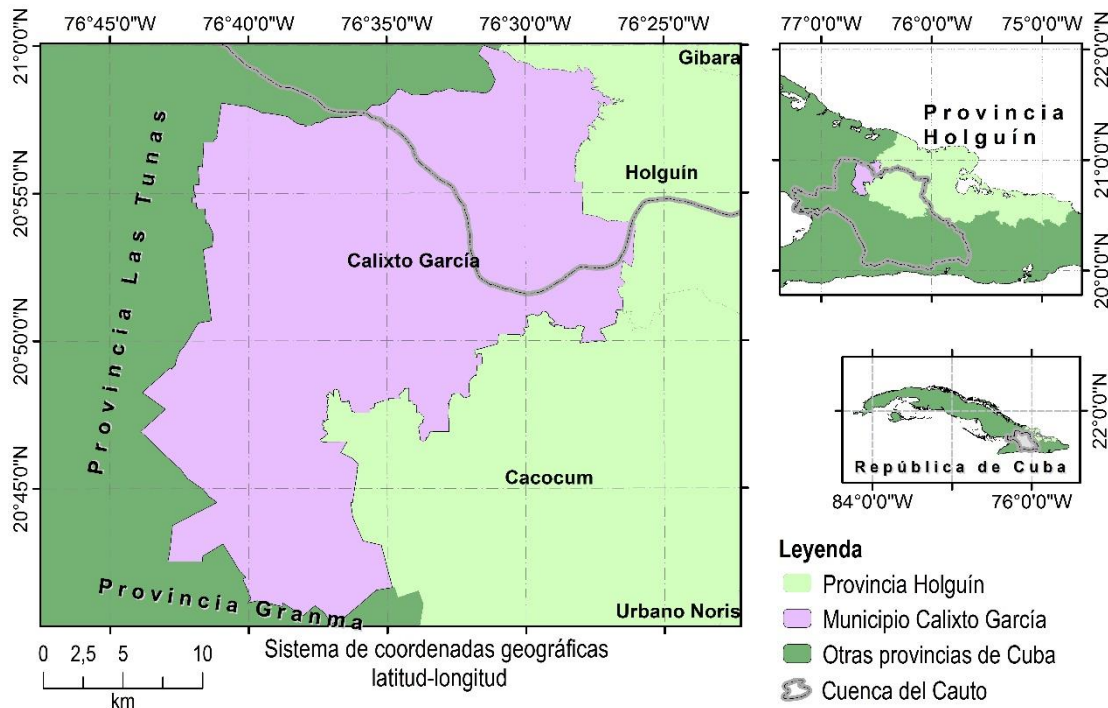 76°45'0"W 76°40'0"W 76°35'0"W 76°30'0"W 76°25'0"W
21°0'0"N
20°55'0"N
20°50'0"N
20°45'0"N
Gibara
Holguín
Calixto García
Cacocum
Urbano Noris
Provincia Las Tunas
Provincia Granma
0 2,5 5 10
km
Sistema de coordenadas geográficas
latitud-longitud
77°0'0"W 76°0'0"W 75°0'0"W
22°0'0"N
21°0'0"N
20°0'0"N
Provincia
Holguín
22°0'0"N
República de Cuba
84°0'0"W 76°0'0"W
Leyenda
Provincia Holguín
Municipio Calixto García
Otras provincias de Cuba
Cuenca del Cauto